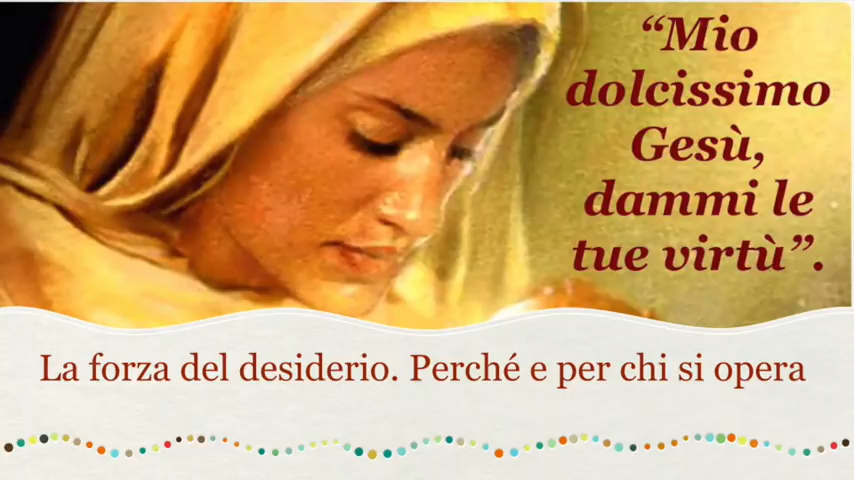 “Mio
dolcissimo
Gesù,
dammi le
tue virtù”.
La forza del desiderio. Perché e per chi si opera